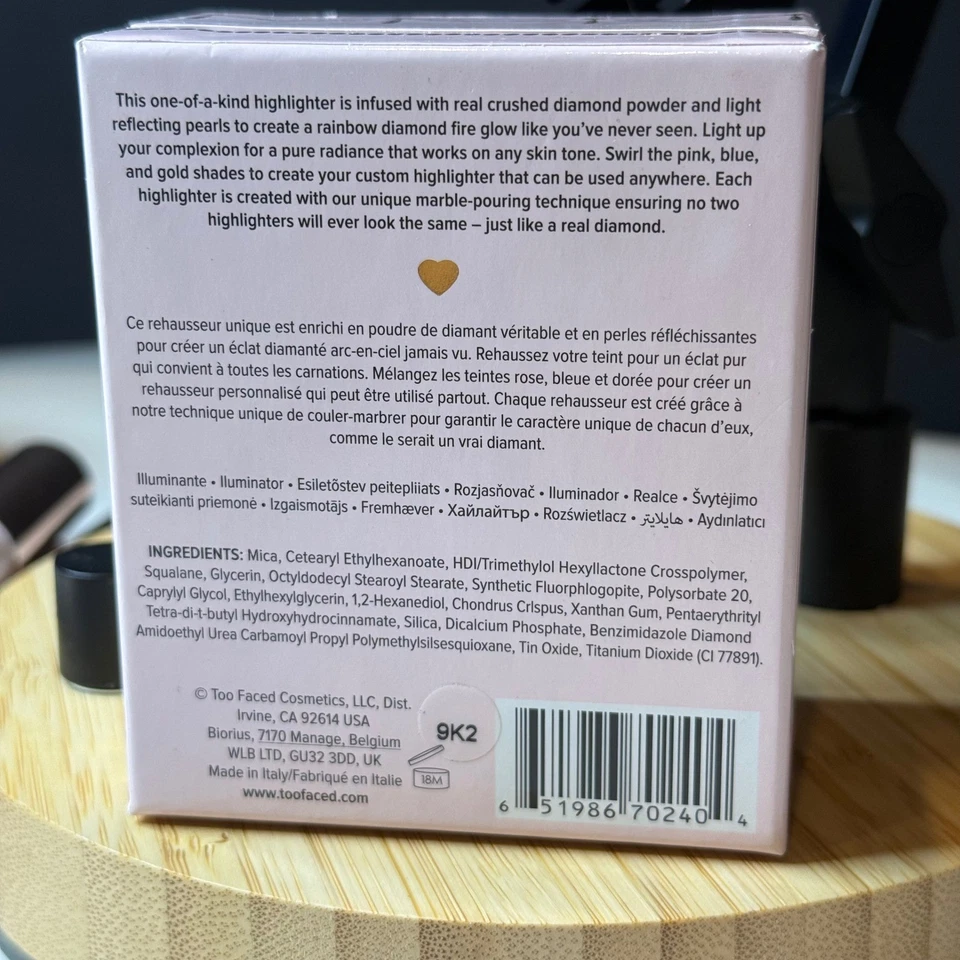 This one-of-a-kind highlighter is infused with real crushed diamond powder and light
reflecting pearls to create a rainbow diamond fire glow like you've never seen. Light up
your complexion for a pure radiance that works on any skin tone. Swirl the pink, blue,
and gold shades to create your custom highlighter that can be used anywhere. Each
highlighter is created with our unique marble-pouring technique ensuring no two
highlighters will ever look the same – just like a real diamond.
Ce rehausseur unique est enrichi en poudre de diamant véritable et en perles réfléchissantes
pour créer un éclat diamanté arc-en-ciel jamais vu. Rehaussez votre teint pour un éclat pur
qui convient à toutes les carnations. Mélangez les teintes rose, bleue et dorée pour créer un
rehausseur personnalisé qui peut être utilisé partout. Chaque rehausseur est créé grâce à
notre technique unique de couler-marbrer pour garantir le caractère unique de chacun d'eux,
comme le serait un vrai diamant.
Illuminante • Iluminator • Esiletõstev peitepliiats • Rozjasňovač • Iluminador • Realce • Švytėjimo
suteikianti priemonė • Izgaismotājs • Fremhæver • Хайлайтър • Rozświetlacz • هايلايتر • Aydınlatıcı
INGREDIENTS: Mica, Cetearyl Ethylhexanoate, HDI/Trimethylol Hexyllactone Crosspolymer,
Squalane, Glycerin, Octyldodecyl Stearoyl Stearate, Synthetic Fluorphlogopite, Polysorbate 20,
Caprylyl Glycol, Ethylhexylglycerin, 1,2-Hexanediol, Chondrus CrIspus, Xanthan Gum, Pentaerythrityl
Tetra-di-t-butyl Hydroxyhydrocinnamate, Silica, Dicalcium Phosphate, Benzimidazole Diamond
Amidoethyl Urea Carbamoyl Propyl Polymethylsilsesquioxane, Tin Oxide, Titanium Dioxide (CI 77891).
© Too Faced Cosmetics, LLC, Dist.
Irvine, CA 92614 USA
Biorius, 7170 Manage, Belgium
WLB LTD, GU32 3DD, UK
Made in Italy/Fabriqué en Italie
www.toofaced.com
9K2
18M
6 51986 70240 4